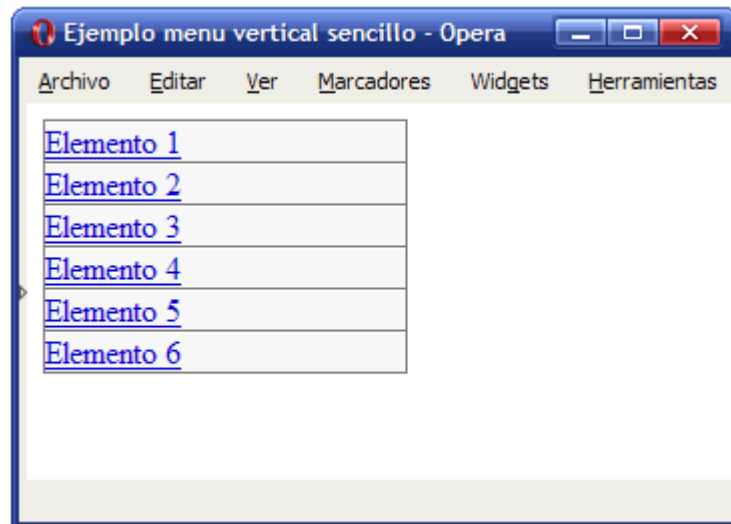 Ejemplo menu vertical sencillo - Opera
Archivo Editar Ver Marcadores Widgets Herramientas
Elemento 1
Elemento 2
Elemento 3
Elemento 4
Elemento 5
Elemento 6